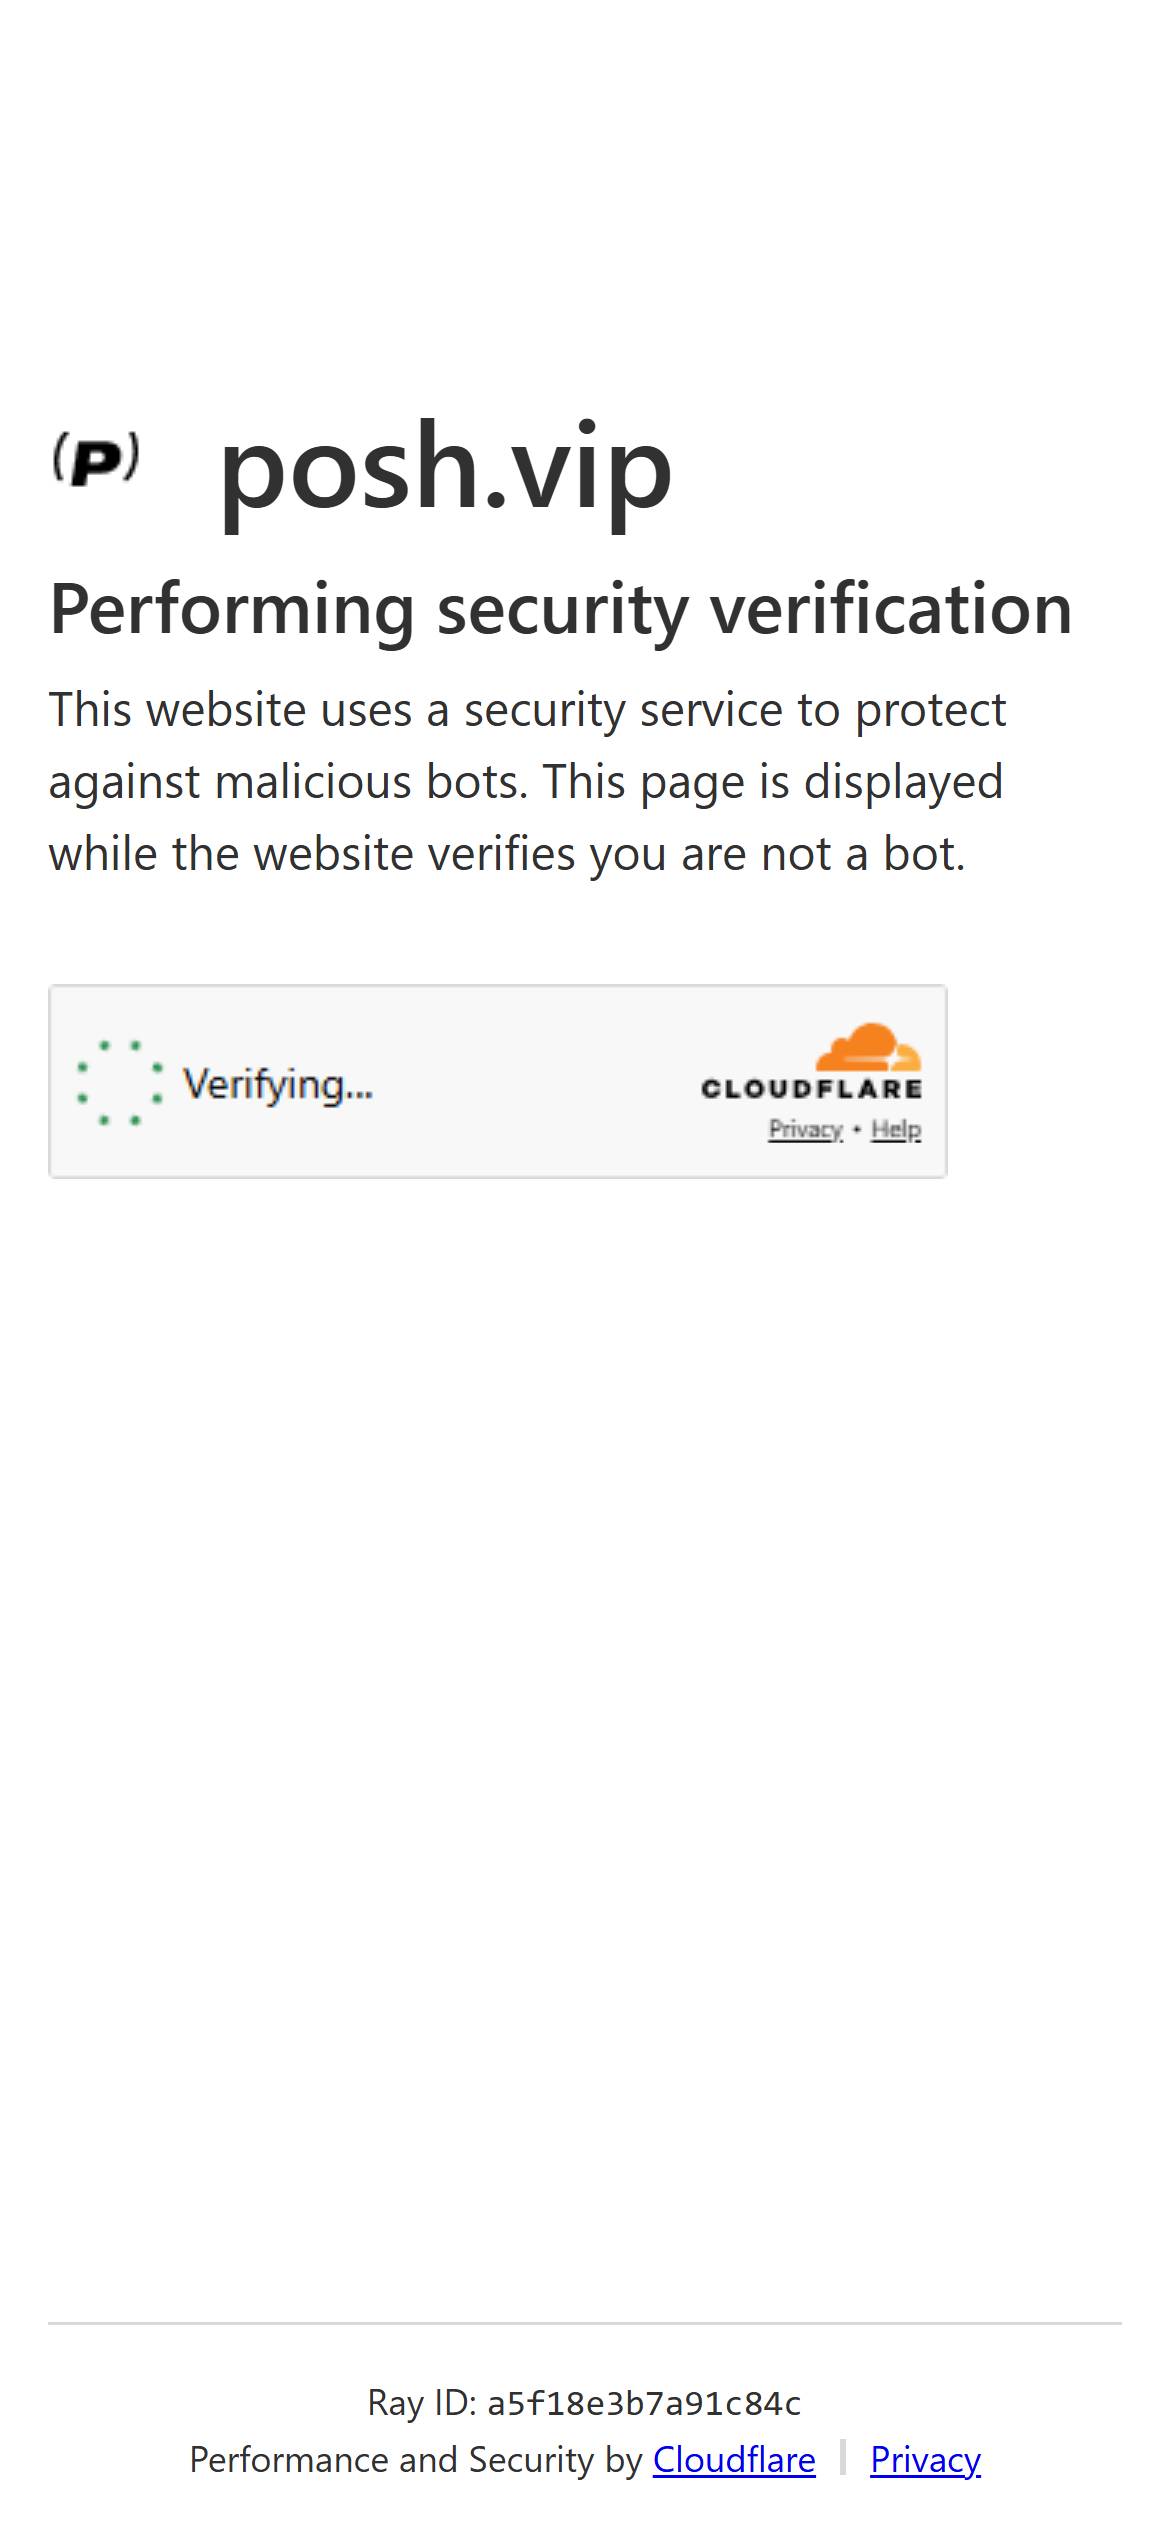 (P) posh.vip
Performing security verification
This website uses a security service to protect
against malicious bots. This page is displayed
while the website verifies you are not a bot.
Verifying...
CLOUDFLARE
Privacy • Help
Ray ID: a5f18e3b7a91c84c
Performance and Security by Cloudflare | Privacy